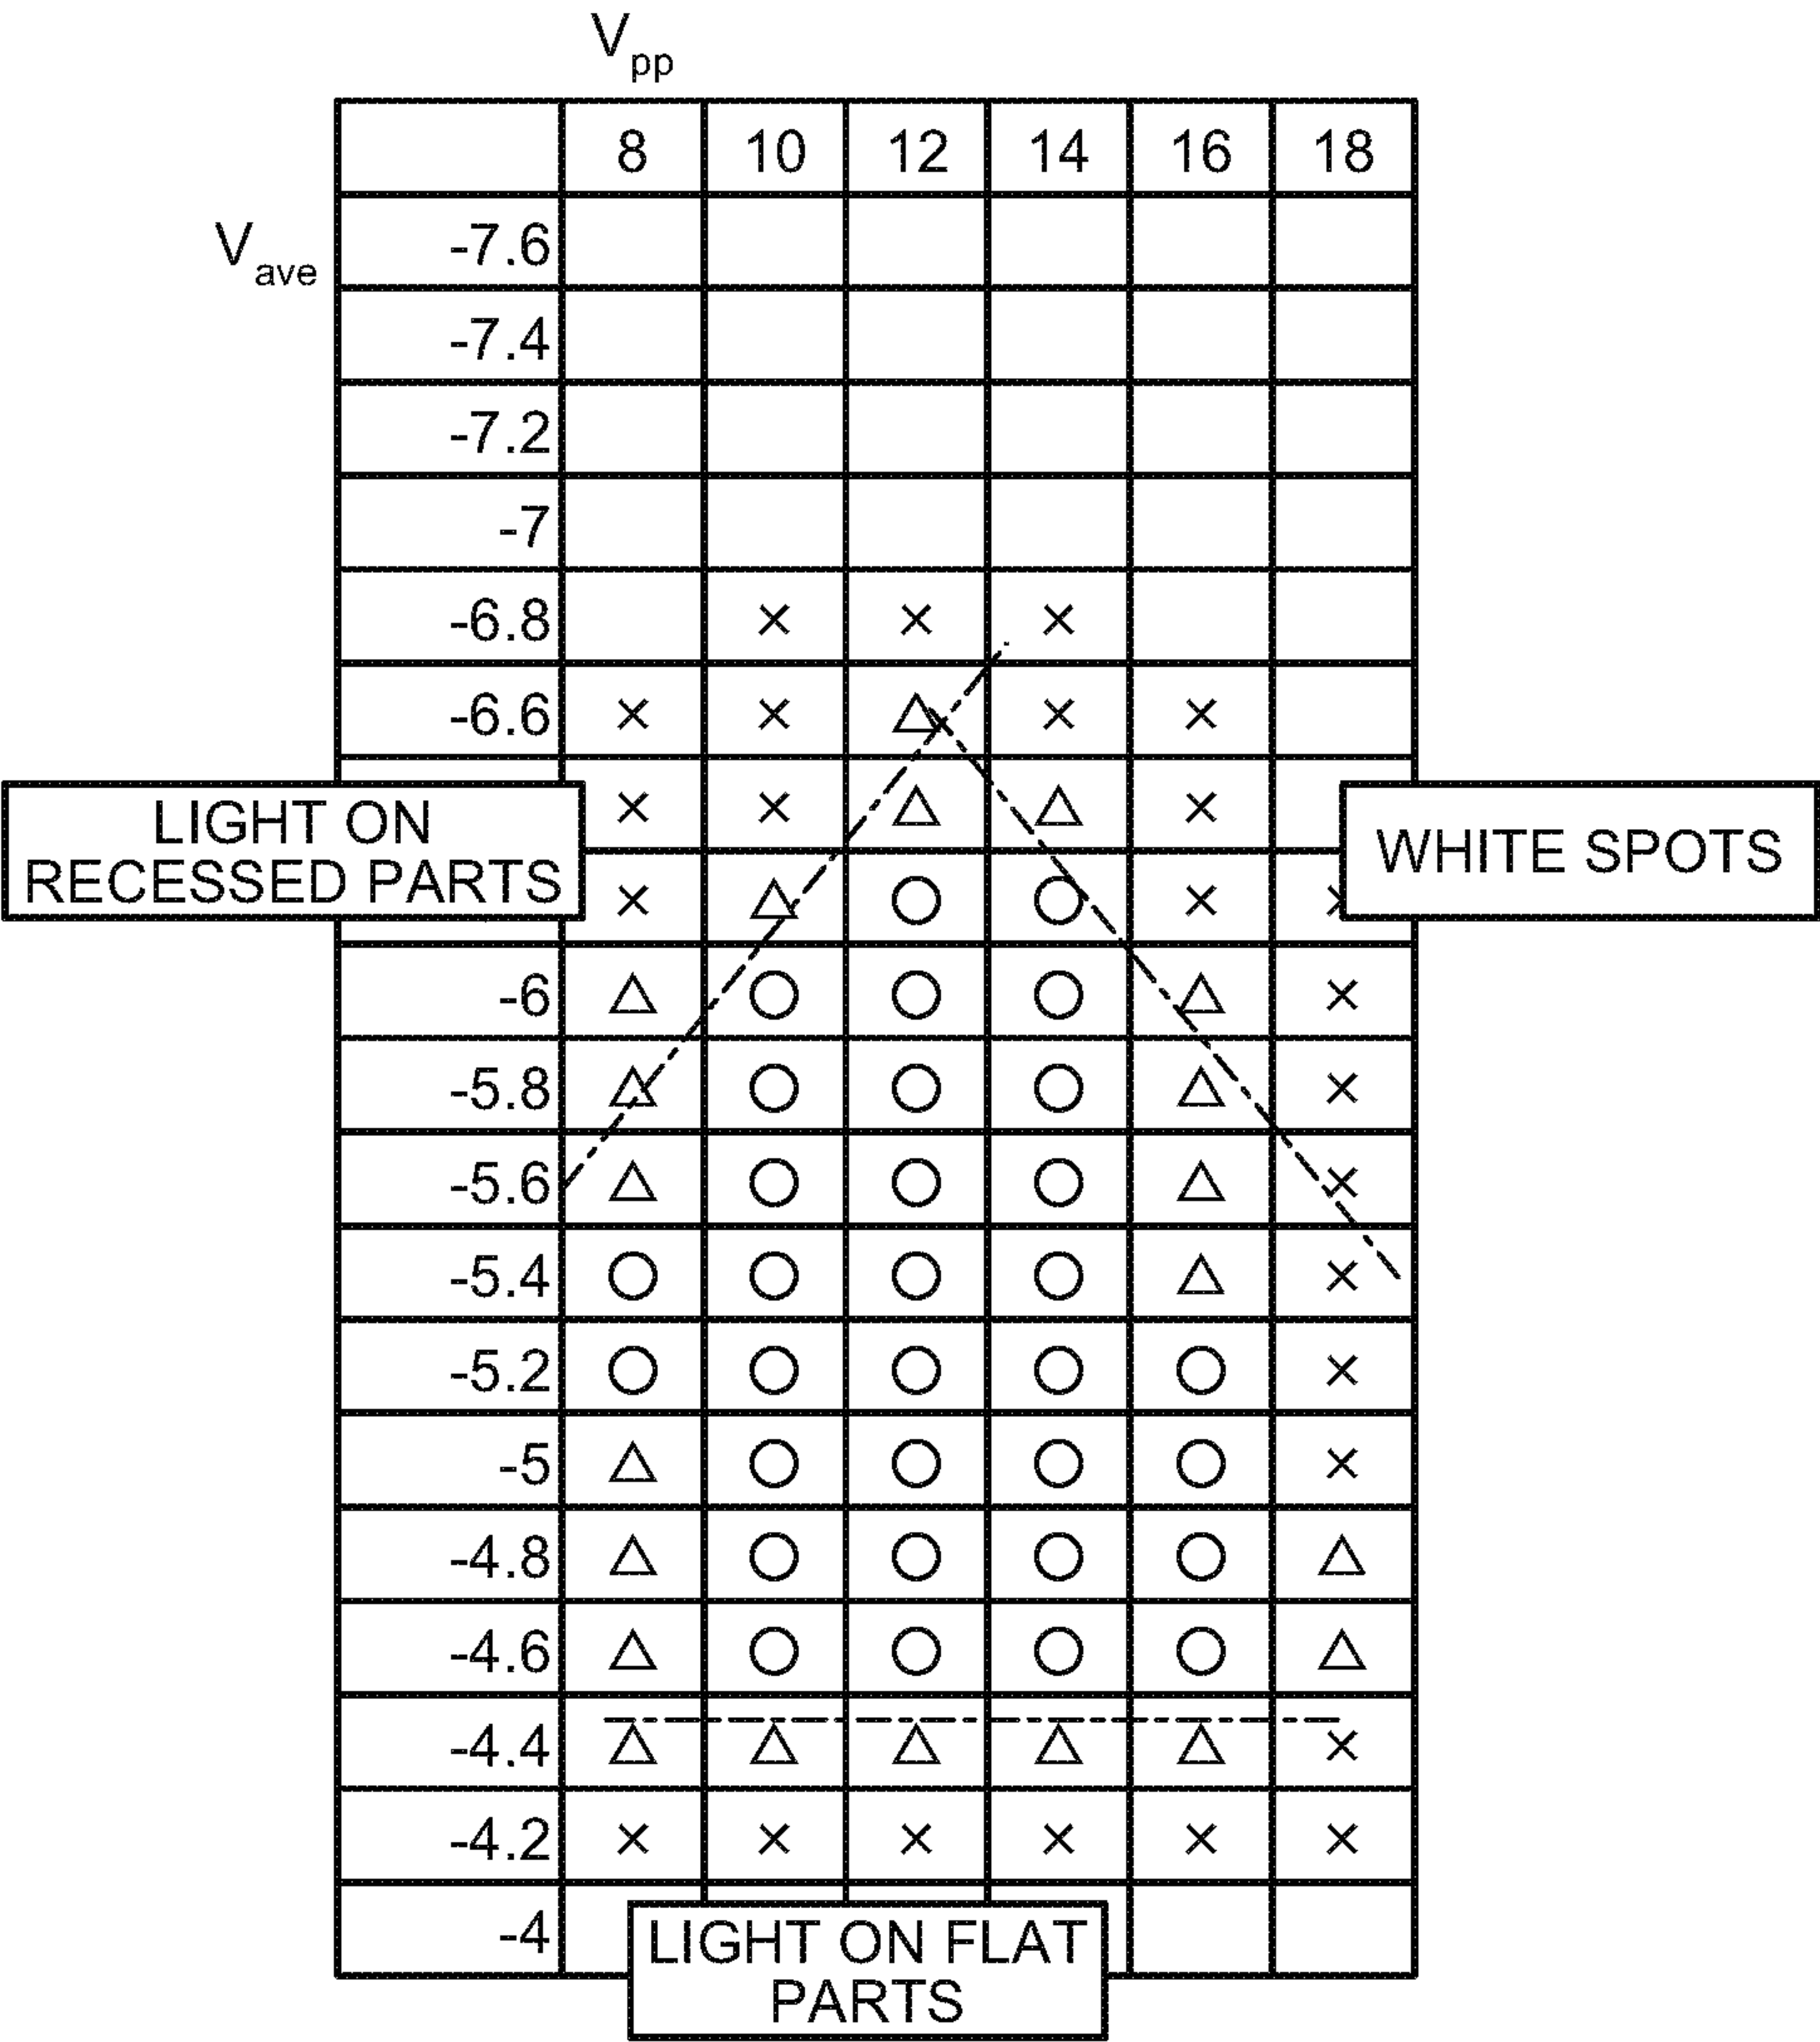 Vpp
8 10 12 14 16 18
Vave
-7.6
-7.4
-7.2
-7
-6.8 × × ×
-6.6 × × △ × ×
× × △ △ ×
LIGHT ON
RECESSED PARTS
WHITE SPOTS
× △ ○ ○ × ×
-6 △ ○ ○ ○ △ ×
-5.8 △ ○ ○ ○ △ ×
-5.6 △ ○ ○ ○ △ ×
-5.4 ○ ○ ○ ○ △ ×
-5.2 ○ ○ ○ ○ ○ ×
-5 △ ○ ○ ○ ○ ×
-4.8 △ ○ ○ ○ ○ △
-4.6 △ ○ ○ ○ ○ △
-4.4 △ △ △ △ △ ×
-4.2 × × × × × ×
-4
LIGHT ON FLAT
PARTS